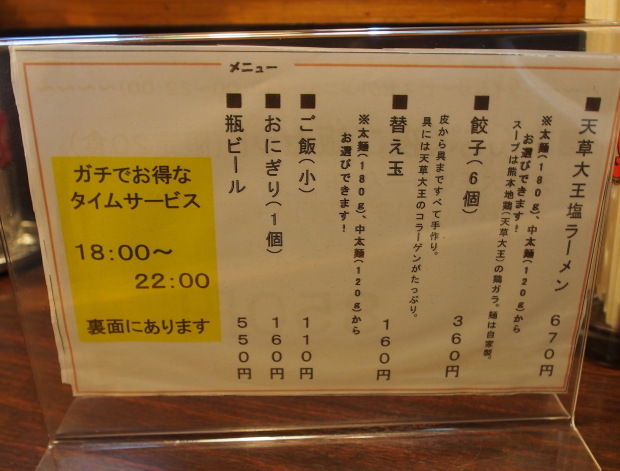 メニュー
■天草大王塩ラーメン 670円
※太麺(180g)、中太麺(120g)から
お選びできます!
スープは熊本地鶏(天草大王)の鶏ガラ。麺は自家製。
■餃子(6個) 360円
皮から具まですべて手作り。
具には天草大王のコラーゲンがたっぷり。
■替え玉 160円
※太麺(180g)、中太麺(120g)から
お選びできます!
■ご飯(小) 110円
■おにぎり(1個) 160円
■瓶ビール 550円
ガチでお得な
タイムサービス
18:00~
22:00
裏面にあります